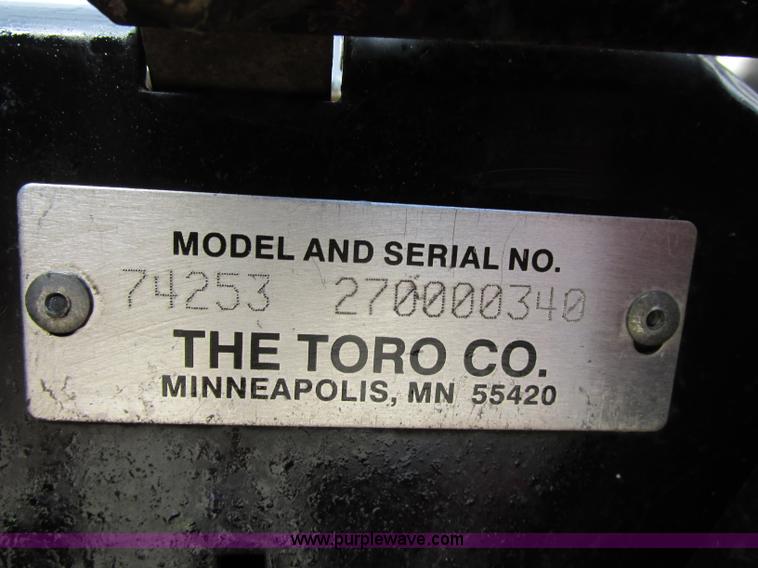 MODEL AND SERIAL NO.
74253 270000340
THE TORO CO.
MINNEAPOLIS, MN 55420
www.purplewave.com